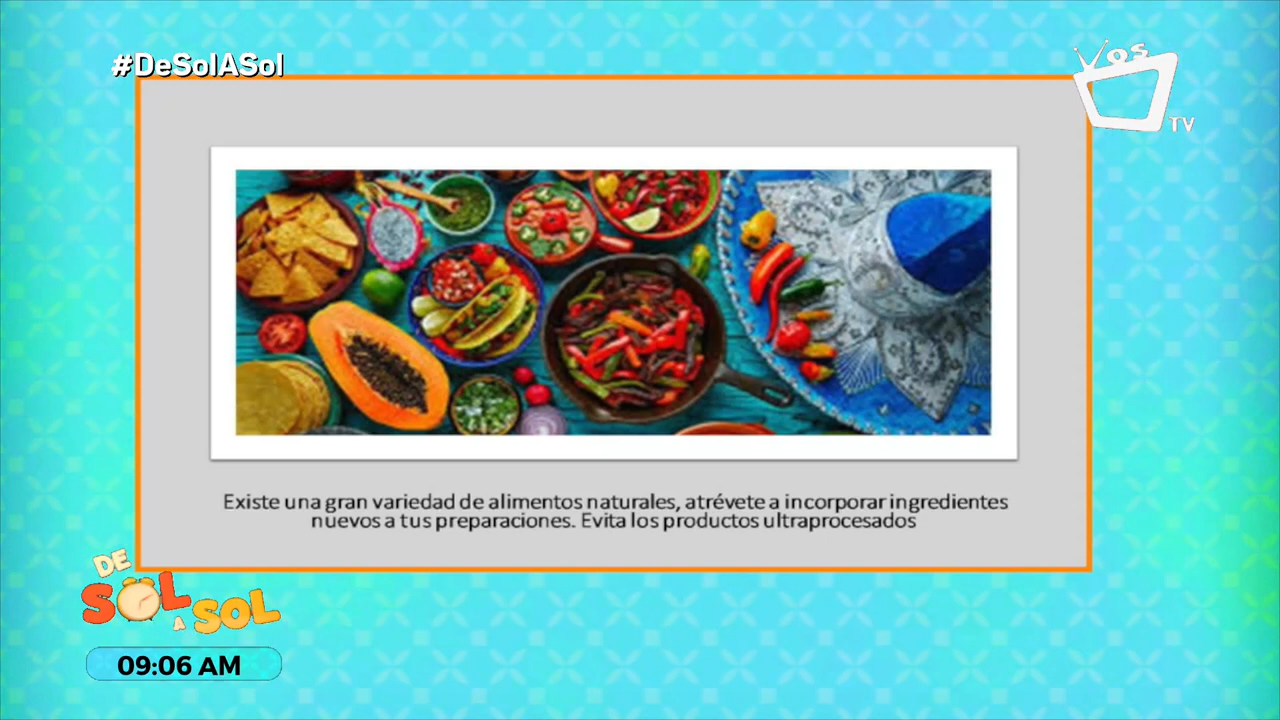 #DeSolASol
VOS
TV
Existe una gran variedad de alimentos naturales, atrévete a incorporar ingredientes
nuevos a tus preparaciones. Evita los productos ultraprocesados
DE
SOL
A SOL
09:06 AM